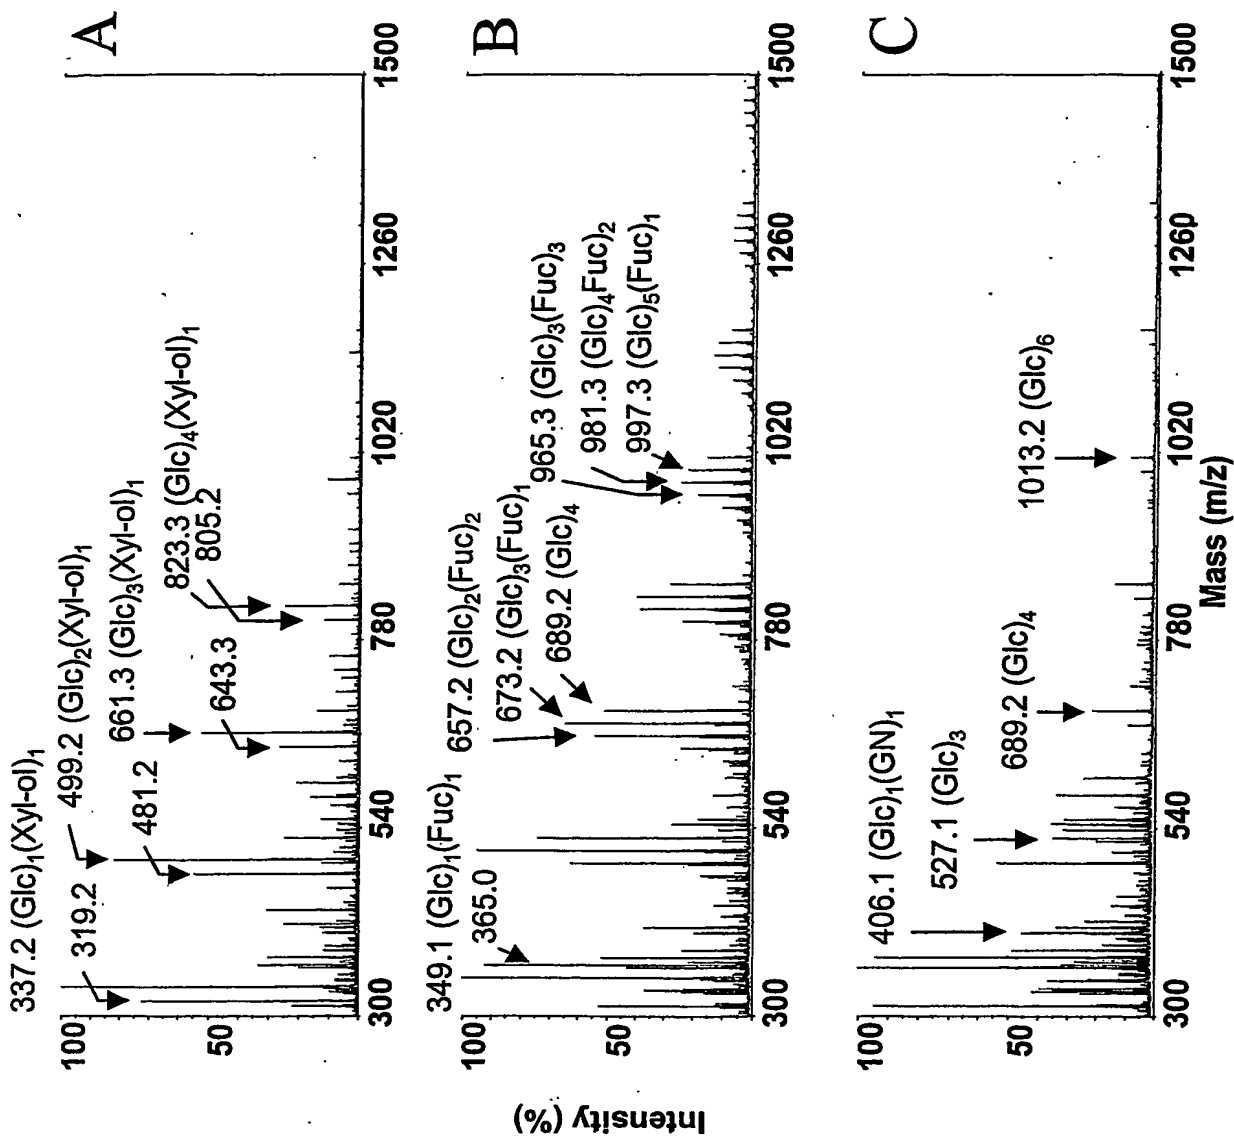 A
337.2 (Glc)₁(Xyl-ol)₁
319.2
499.2 (Glc)₂(Xyl-ol)₁
481.2
661.3 (Glc)₃(Xyl-ol)₁
643.3
823.3 (Glc)₄(Xyl-ol)₁
805.2
100
50
300
540
780
1020
1260
1500
B
349.1 (Glc)₁(Fuc)₁
365.0
657.2 (Glc)₂(Fuc)₂
673.2 (Glc)₃(Fuc)₁
689.2 (Glc)₄
965.3 (Glc)₃(Fuc)₃
981.3 (Glc)₄Fuc)₂
997.3 (Glc)₅(Fuc)₁
100
50
300
540
780
1020
1260
1500
C
406.1 (Glc)₁(GN)₁
527.1 (Glc)₃
689.2 (Glc)₄
1013.2 (Glc)₆
100
50
300
540
780
1020
1260
1500
Intensity (%)
Mass (m/z)